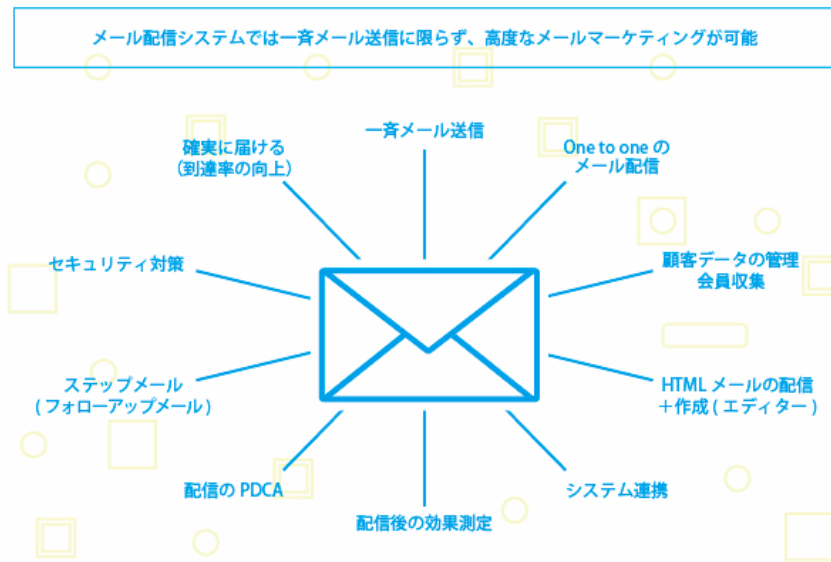 メール配信システムでは一斉メール送信に限らず、高度なメールマーケティングが可能
一斉メール送信
確実に届ける
(到達率の向上)
One to one の
メール配信
セキュリティ対策
顧客データの管理
会員収集
ステップメール
( フォローアップメール )
HTML メールの配信
＋作成 ( エディター )
配信の PDCA
システム連携
配信後の効果測定